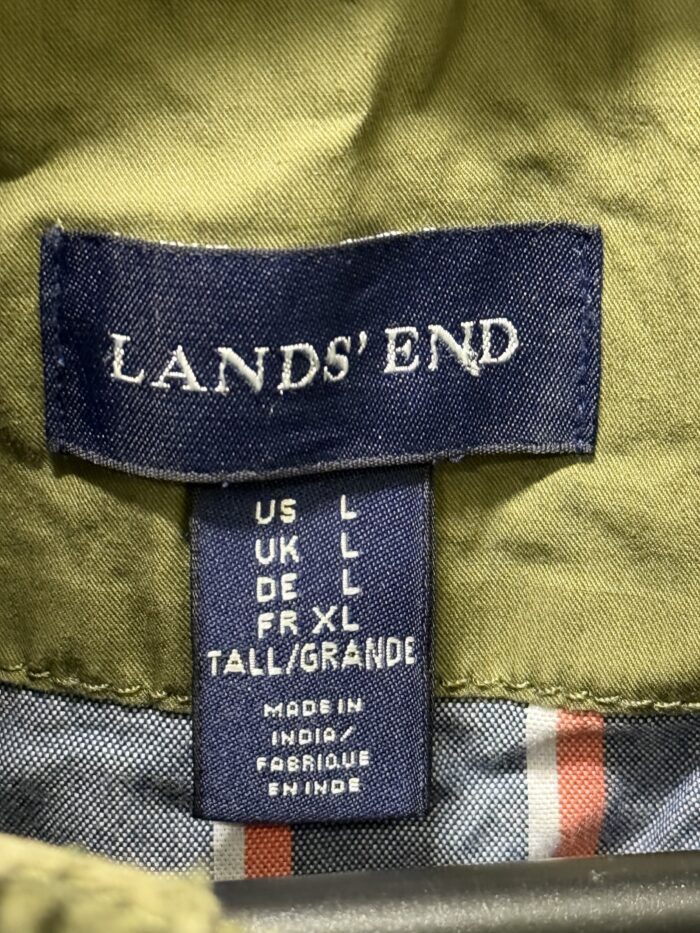 LANDS' END
US L
UK L
DE L
FR XL
TALL/GRANDE
MADE IN
INDIA/
FABRIQUE
EN INDE